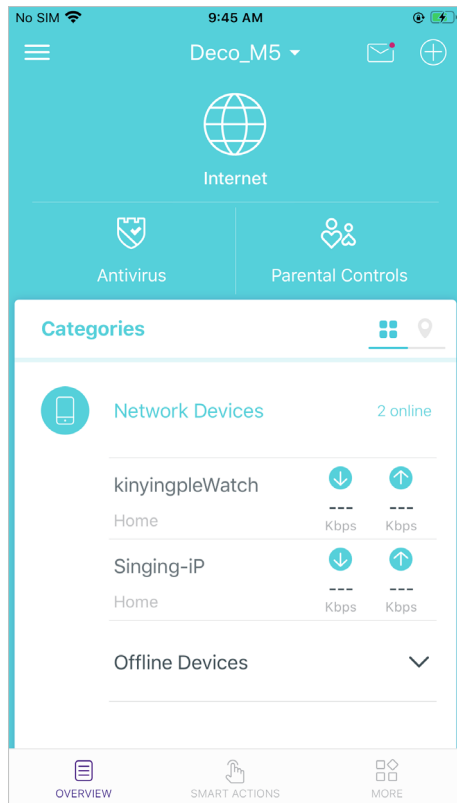 No SIM 9:45 AM
Deco_M5
Internet
Antivirus Parental Controls
Categories
Network Devices 2 online
kinyingpleWatch
--- ---
Home Kbps Kbps
Singing-iP
--- ---
Home Kbps Kbps
Offline Devices
OVERVIEW SMART ACTIONS MORE